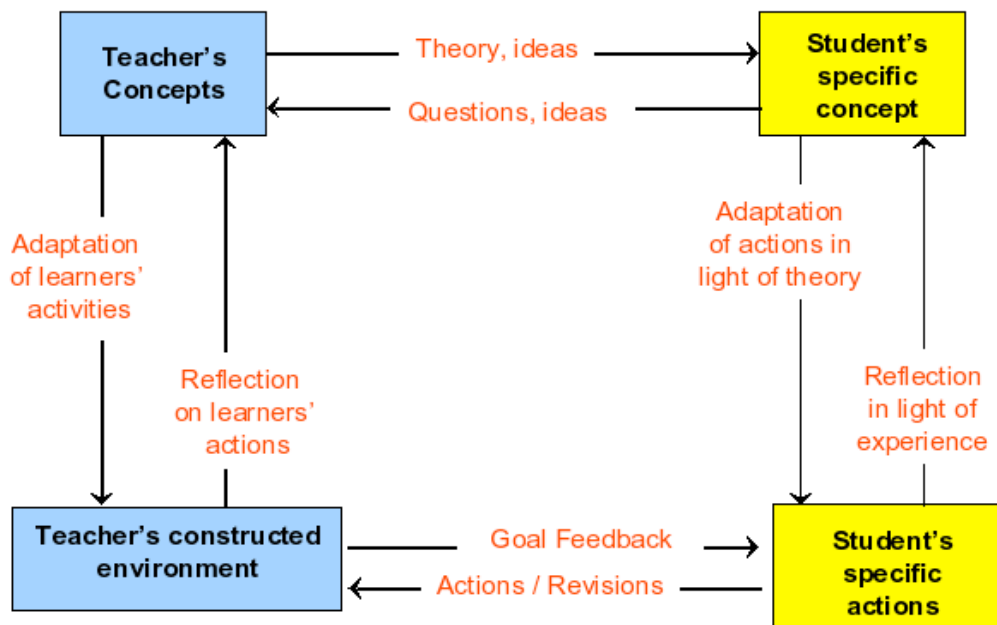 Teacher's
Concepts
Theory, ideas
Questions, ideas
Student's
specific
concept
Adaptation
of learners'
activities
Reflection
on learners'
actions
Adaptation
of actions in
light of theory
Reflection
in light of
experience
Teacher's constructed
environment
Goal Feedback
Actions / Revisions
Student's
specific
actions